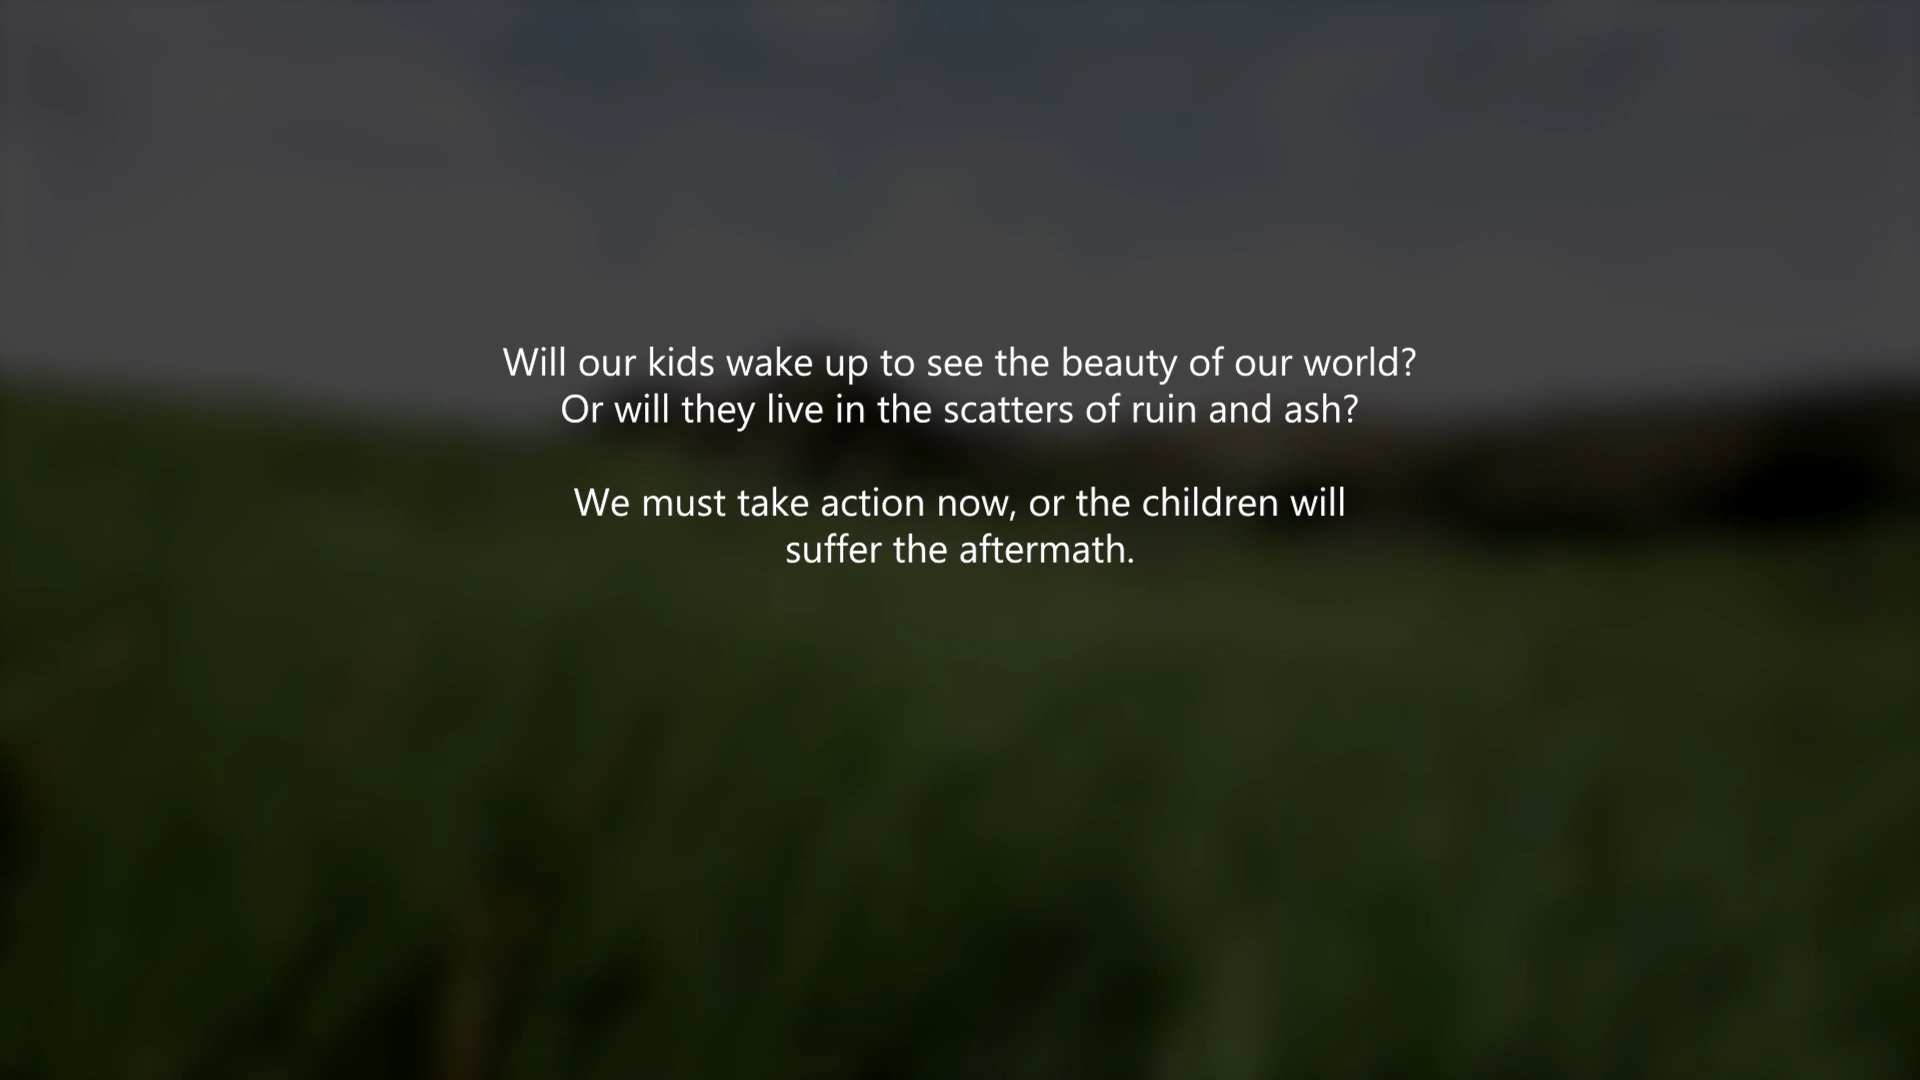 Will our kids wake up to see the beauty of our world?
Or will they live in the scatters of ruin and ash?
We must take action now, or the children will
suffer the aftermath.